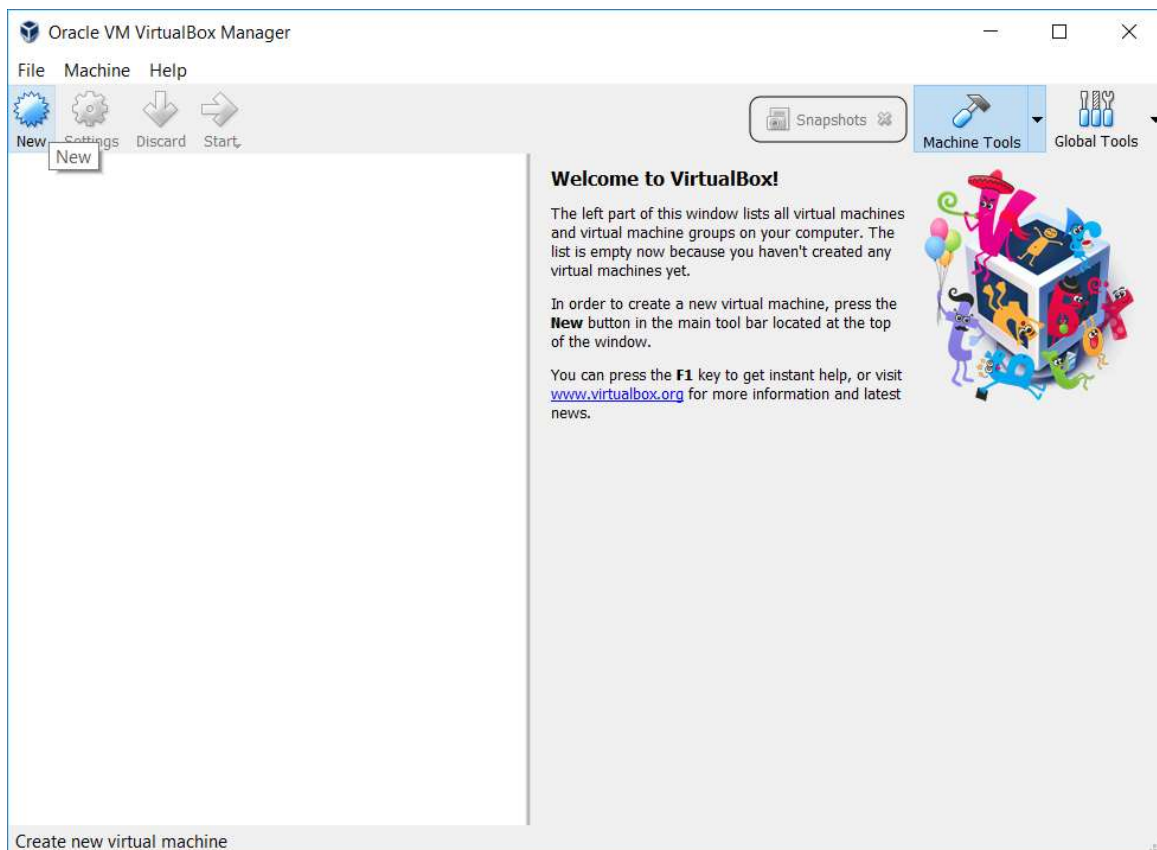 Oracle VM VirtualBox Manager
File Machine Help
New Settings Discard Start
New
Snapshots
Machine Tools
Global Tools
Welcome to VirtualBox!
The left part of this window lists all virtual machines
and virtual machine groups on your computer. The
list is empty now because you haven't created any
virtual machines yet.
In order to create a new virtual machine, press the
New button in the main tool bar located at the top
of the window.
You can press the F1 key to get instant help, or visit
www.virtualbox.org for more information and latest
news.
Create new virtual machine